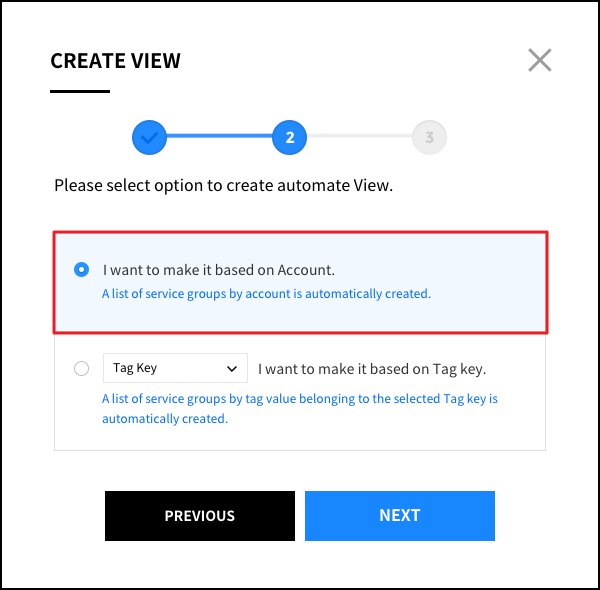 CREATE VIEW
2
3
Please select option to create automate View.
I want to make it based on Account.
A list of service groups by account is automatically created.
Tag Key
I want to make it based on Tag key.
A list of service groups by tag value belonging to the selected Tag key is
automatically created.
PREVIOUS
NEXT